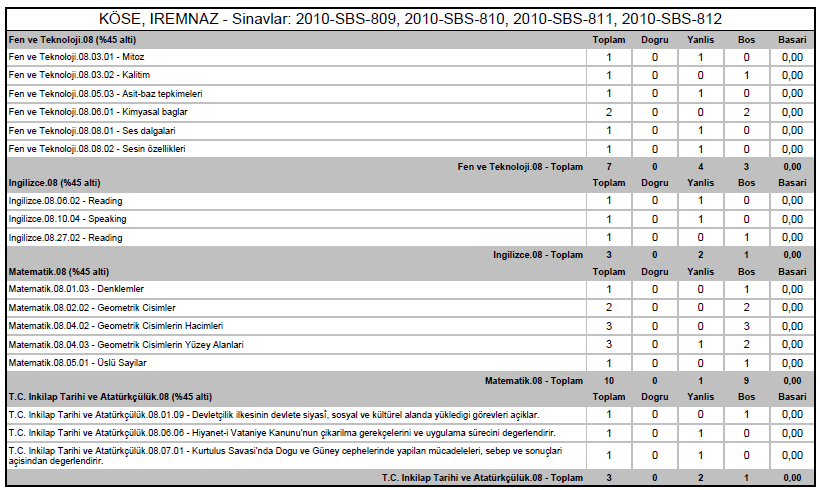 KÖSE, IREMNAZ - Sinavlar: 2010-SBS-809, 2010-SBS-810, 2010-SBS-811, 2010-SBS-812
Fen ve Teknoloji.08 (%45 alti) Toplam Dogru Yanlis Bos Basari
Fen ve Teknoloji.08.03.01 - Mitoz 1 0 1 0 0,00
Fen ve Teknoloji.08.03.02 - Kalitim 1 0 0 1 0,00
Fen ve Teknoloji.08.05.03 - Asit-baz tepkimeleri 1 0 1 0 0,00
Fen ve Teknoloji.08.06.01 - Kimyasal baglar 2 0 0 2 0,00
Fen ve Teknoloji.08.08.01 - Ses dalgalari 1 0 1 0 0,00
Fen ve Teknoloji.08.08.02 - Sesin özellikleri 1 0 1 0 0,00
Fen ve Teknoloji.08 - Toplam 7 0 4 3 0,00
Ingilizce.08 (%45 alti) Toplam Dogru Yanlis Bos Basari
Ingilizce.08.06.02 - Reading 1 0 1 0 0,00
Ingilizce.08.10.04 - Speaking 1 0 1 0 0,00
Ingilizce.08.27.02 - Reading 1 0 0 1 0,00
Ingilizce.08 - Toplam 3 0 2 1 0,00
Matematik.08 (%45 alti) Toplam Dogru Yanlis Bos Basari
Matematik.08.01.03 - Denklemler 1 0 0 1 0,00
Matematik.08.02.02 - Geometrik Cisimler 2 0 0 2 0,00
Matematik.08.04.02 - Geometrik Cisimlerin Hacimleri 3 0 0 3 0,00
Matematik.08.04.03 - Geometrik Cisimlerin Yüzey Alanlari 3 0 1 2 0,00
Matematik.08.05.01 - Üslü Sayilar 1 0 0 1 0,00
Matematik.08 - Toplam 10 0 1 9 0,00
T.C. Inkilap Tarihi ve Atatürkçülük.08 (%45 alti) Toplam Dogru Yanlis Bos Basari
T.C. Inkilap Tarihi ve Atatürkçülük.08.01.09 - Devletçilik ilkesinin devlete siyasî, sosyal ve kültürel alanda yükledigi görevleri açiklar. 1 0 0 1 0,00
T.C. Inkilap Tarihi ve Atatürkçülük.08.06.06 - Hiyanet-i Vataniye Kanunu'nun çikarilma gerekçelerini ve uygulama sürecini degerlendirir. 1 0 1 0 0,00
T.C. Inkilap Tarihi ve Atatürkçülük.08.07.01 - Kurtulus Savasi'nda Dogu ve Güney cephelerinde yapilan mücadeleleri, sebep ve sonuçlari
açisindan degerlendirir. 1 0 1 0 0,00
T.C. Inkilap Tarihi ve Atatürkçülük.08 - Toplam 3 0 2 1 0,00